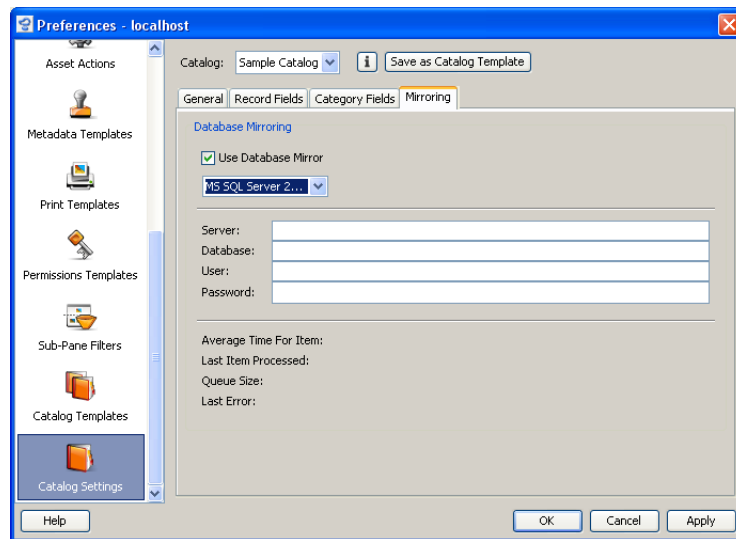 Preferences - localhost
Asset Actions
Metadata Templates
Print Templates
Permissions Templates
Sub-Pane Filters
Catalog Templates
Catalog Settings
Catalog: Sample Catalog i Save as Catalog Template
General Record Fields Category Fields Mirroring
Database Mirroring
Use Database Mirror
MS SQL Server 2...
Server:
Database:
User:
Password:
Average Time For Item:
Last Item Processed:
Queue Size:
Last Error:
Help OK Cancel Apply